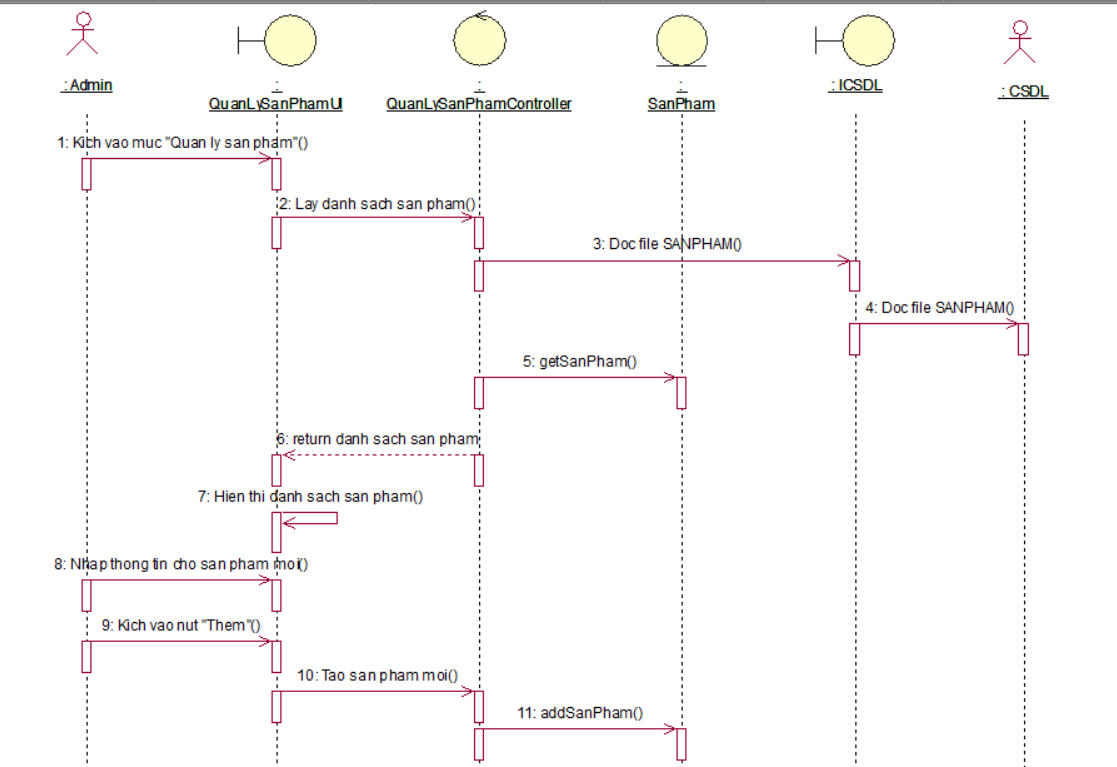 : Admin
:
QuanLySanPhamUI
:
QuanLySanPhamController
:
SanPham
: ICSDL
: CSDL
1: Kich vao muc "Quan ly san pham"()
2: Lay danh sach san pham()
3: Doc file SANPHAM()
4: Doc file SANPHAM()
5: getSanPham()
6: return danh sach san pham
7: Hien thi danh sach san pham()
8: Nhap thong tin cho san pham moi()
9: Kich vao nut "Them"()
10: Tao san pham moi()
11: addSanPham()